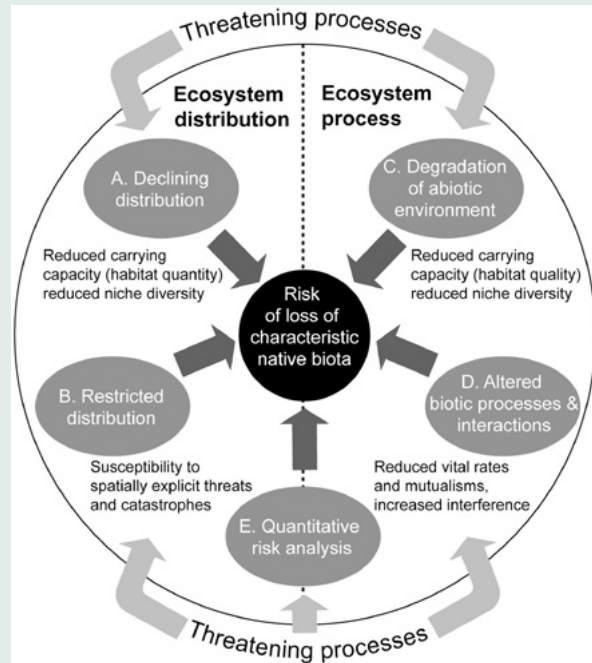 Threatening processes
Ecosystem
distribution
Ecosystem
process
A. Declining
distribution
C. Degradation
of abiotic
environment
Reduced carrying
capacity (habitat quantity)
reduced niche diversity
Reduced carrying
capacity (habitat quality)
reduced niche diversity
Risk
of loss of
characteristic
native biota
B. Restricted
distribution
D. Altered
biotic processes &
interactions
Susceptibility to
spatially explicit threats
and catastrophes
Reduced vital rates
and mutualisms,
increased interference
E. Quantitative
risk analysis
Threatening processes